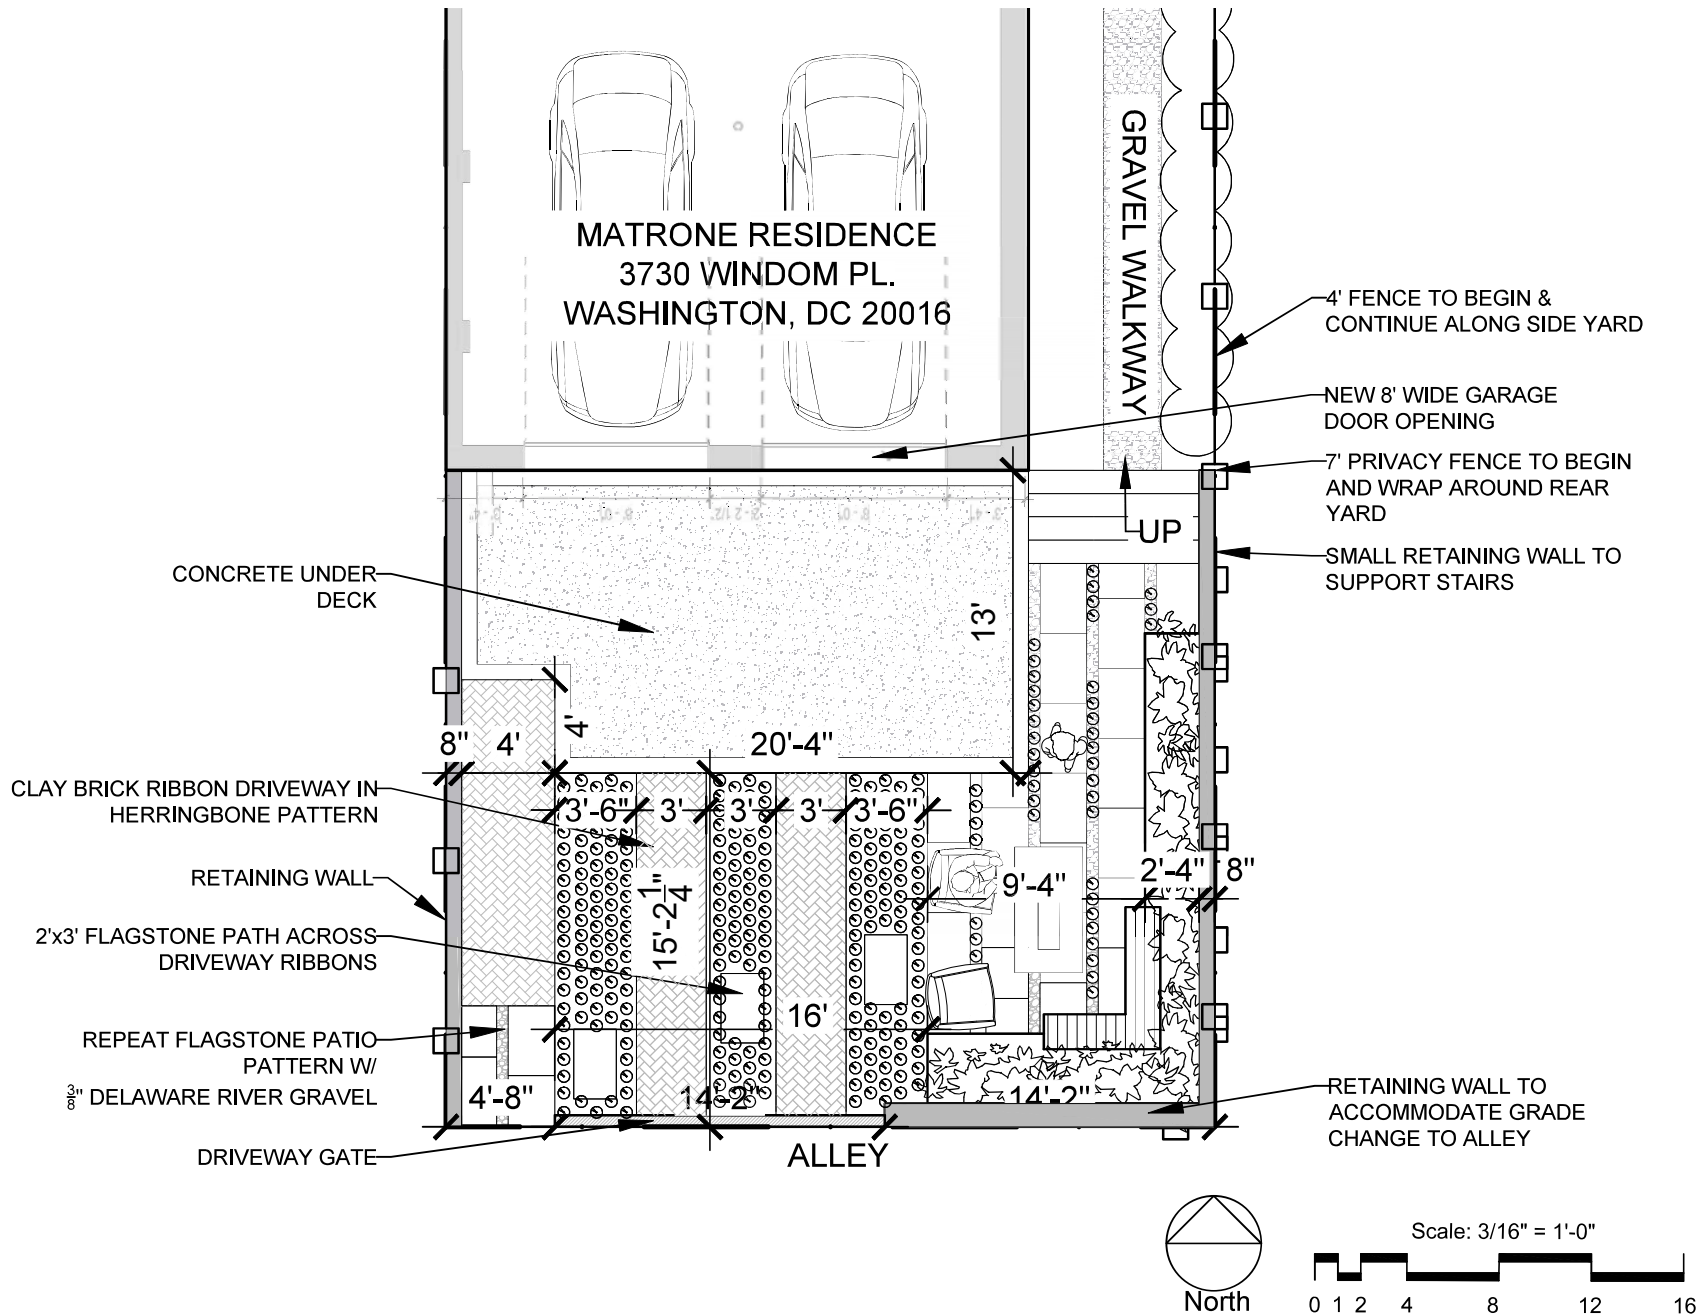 MATRONE RESIDENCE
3730 WINDOM PL.
WASHINGTON, DC 20016
GRAVEL WALKWAY
4' FENCE TO BEGIN &
CONTINUE ALONG SIDE YARD
NEW 8' WIDE GARAGE
DOOR OPENING
7' PRIVACY FENCE TO BEGIN
AND WRAP AROUND REAR
YARD
UP
SMALL RETAINING WALL TO
SUPPORT STAIRS
CONCRETE UNDER
DECK
13'
4'
8" 4' 20'-4"
CLAY BRICK RIBBON DRIVEWAY IN
HERRINGBONE PATTERN
3'-6" 3' 3' 3' 3'-6"
RETAINING WALL
15'-2 1/4"
9'-4" 2'-4" 8"
2'x3' FLAGSTONE PATH ACROSS
DRIVEWAY RIBBONS
16'
REPEAT FLAGSTONE PATIO
PATTERN W/
3/8" DELAWARE RIVER GRAVEL
4'-8" 14'-2" 14'-2"
RETAINING WALL TO
ACCOMMODATE GRADE
CHANGE TO ALLEY
DRIVEWAY GATE
ALLEY
North
Scale: 3/16" = 1'-0"
0 1 2 4 8 12 16